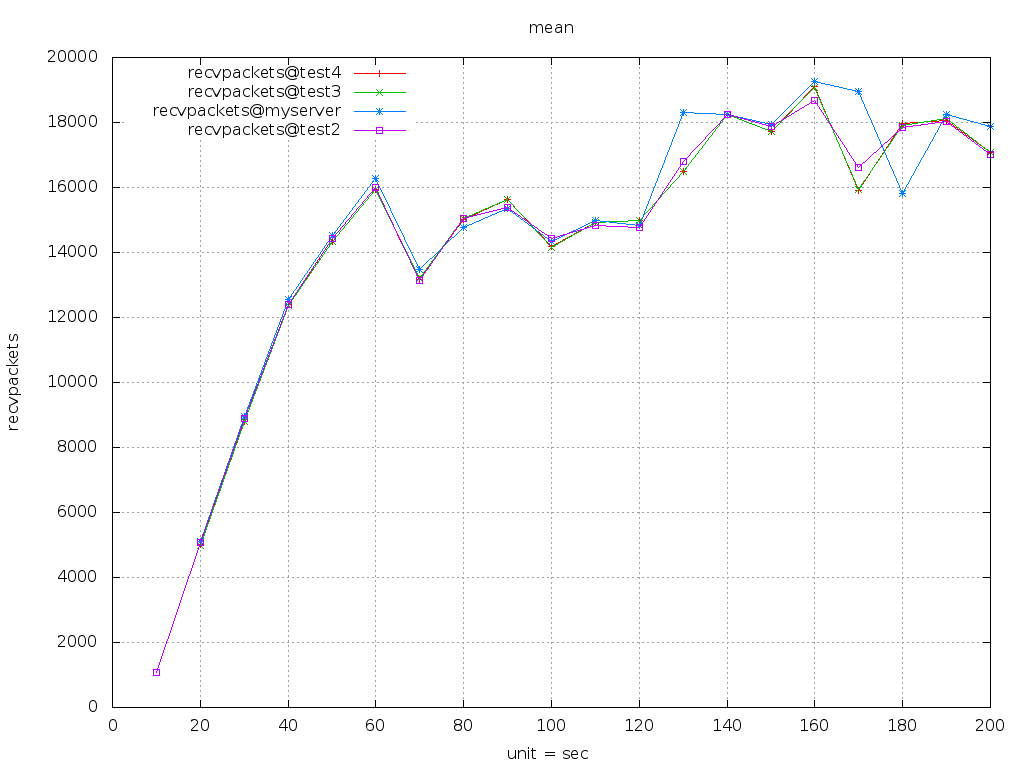 mean
20000
18000
16000
14000
12000
10000
8000
6000
4000
2000
0
recvpackets
recvpackets@test4
recvpackets@test3
recvpackets@myserver
recvpackets@test2
0 20 40 60 80 100 120 140 160 180 200
unit = sec